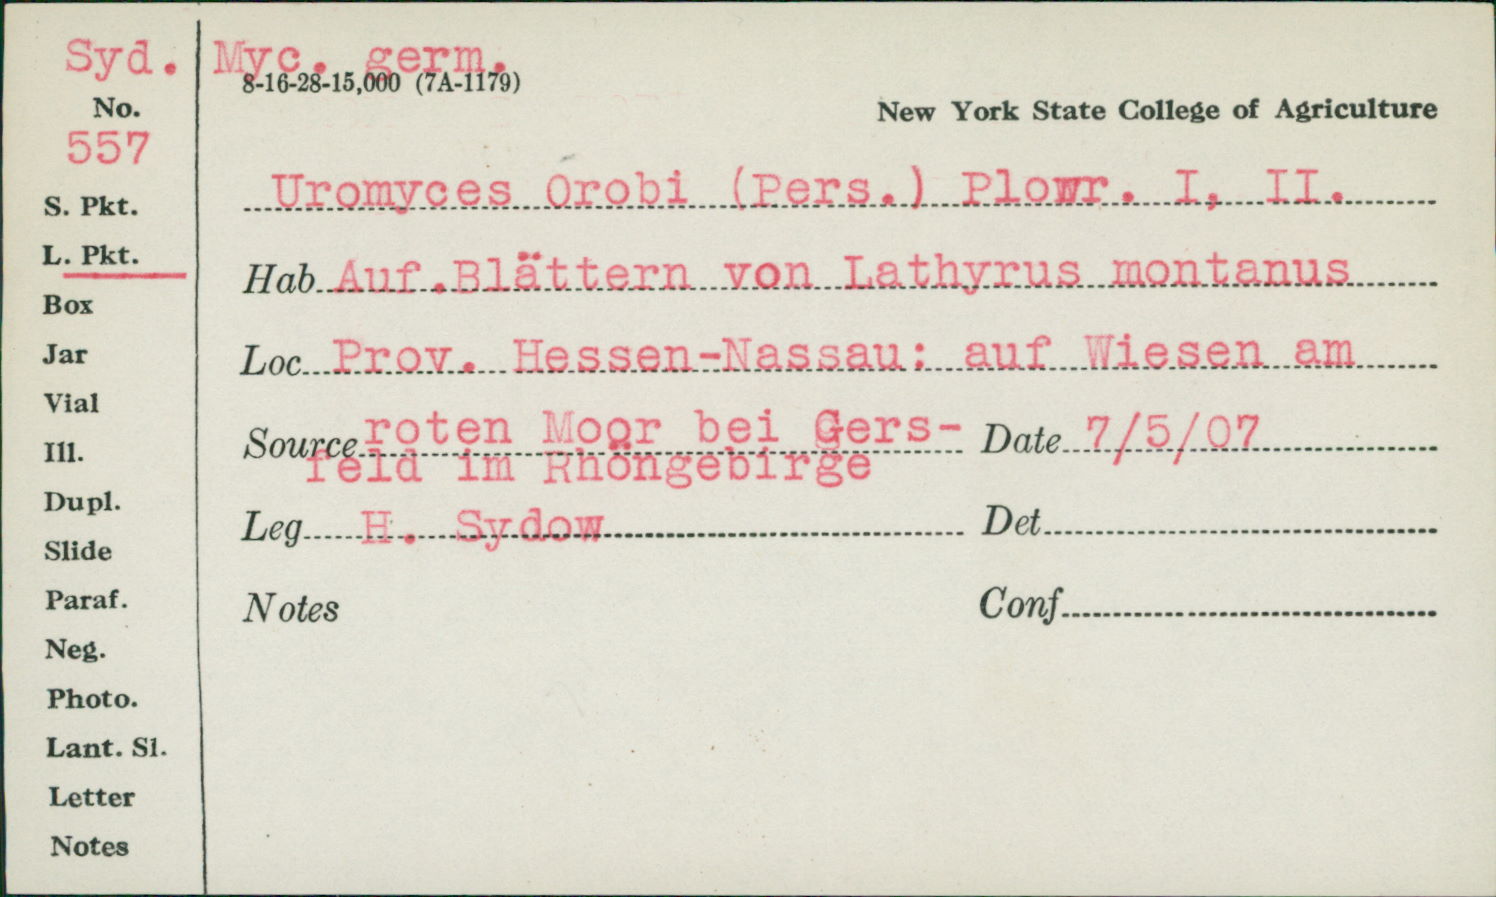 Syd. Myc. germ.
8-16-28-15,000 (7A-1179)
No.
New York State College of Agriculture
557
Uromyces Orobi (Pers.) Plowr. I, II.
S. Pkt.
L. Pkt.
Hab Auf.Blättern von Lathyrus montanus
Box
Jar
Loc Prov. Hessen-Nassau: auf Wiesen am
Vial
roten Moor bei Gers-
Source Date 7/5/07
Ill.
feld im Rhöngebirge
Dupl.
Leg H. Sydow Det
Slide
Paraf.
Notes Conf
Neg.
Photo.
Lant. Sl.
Letter
Notes